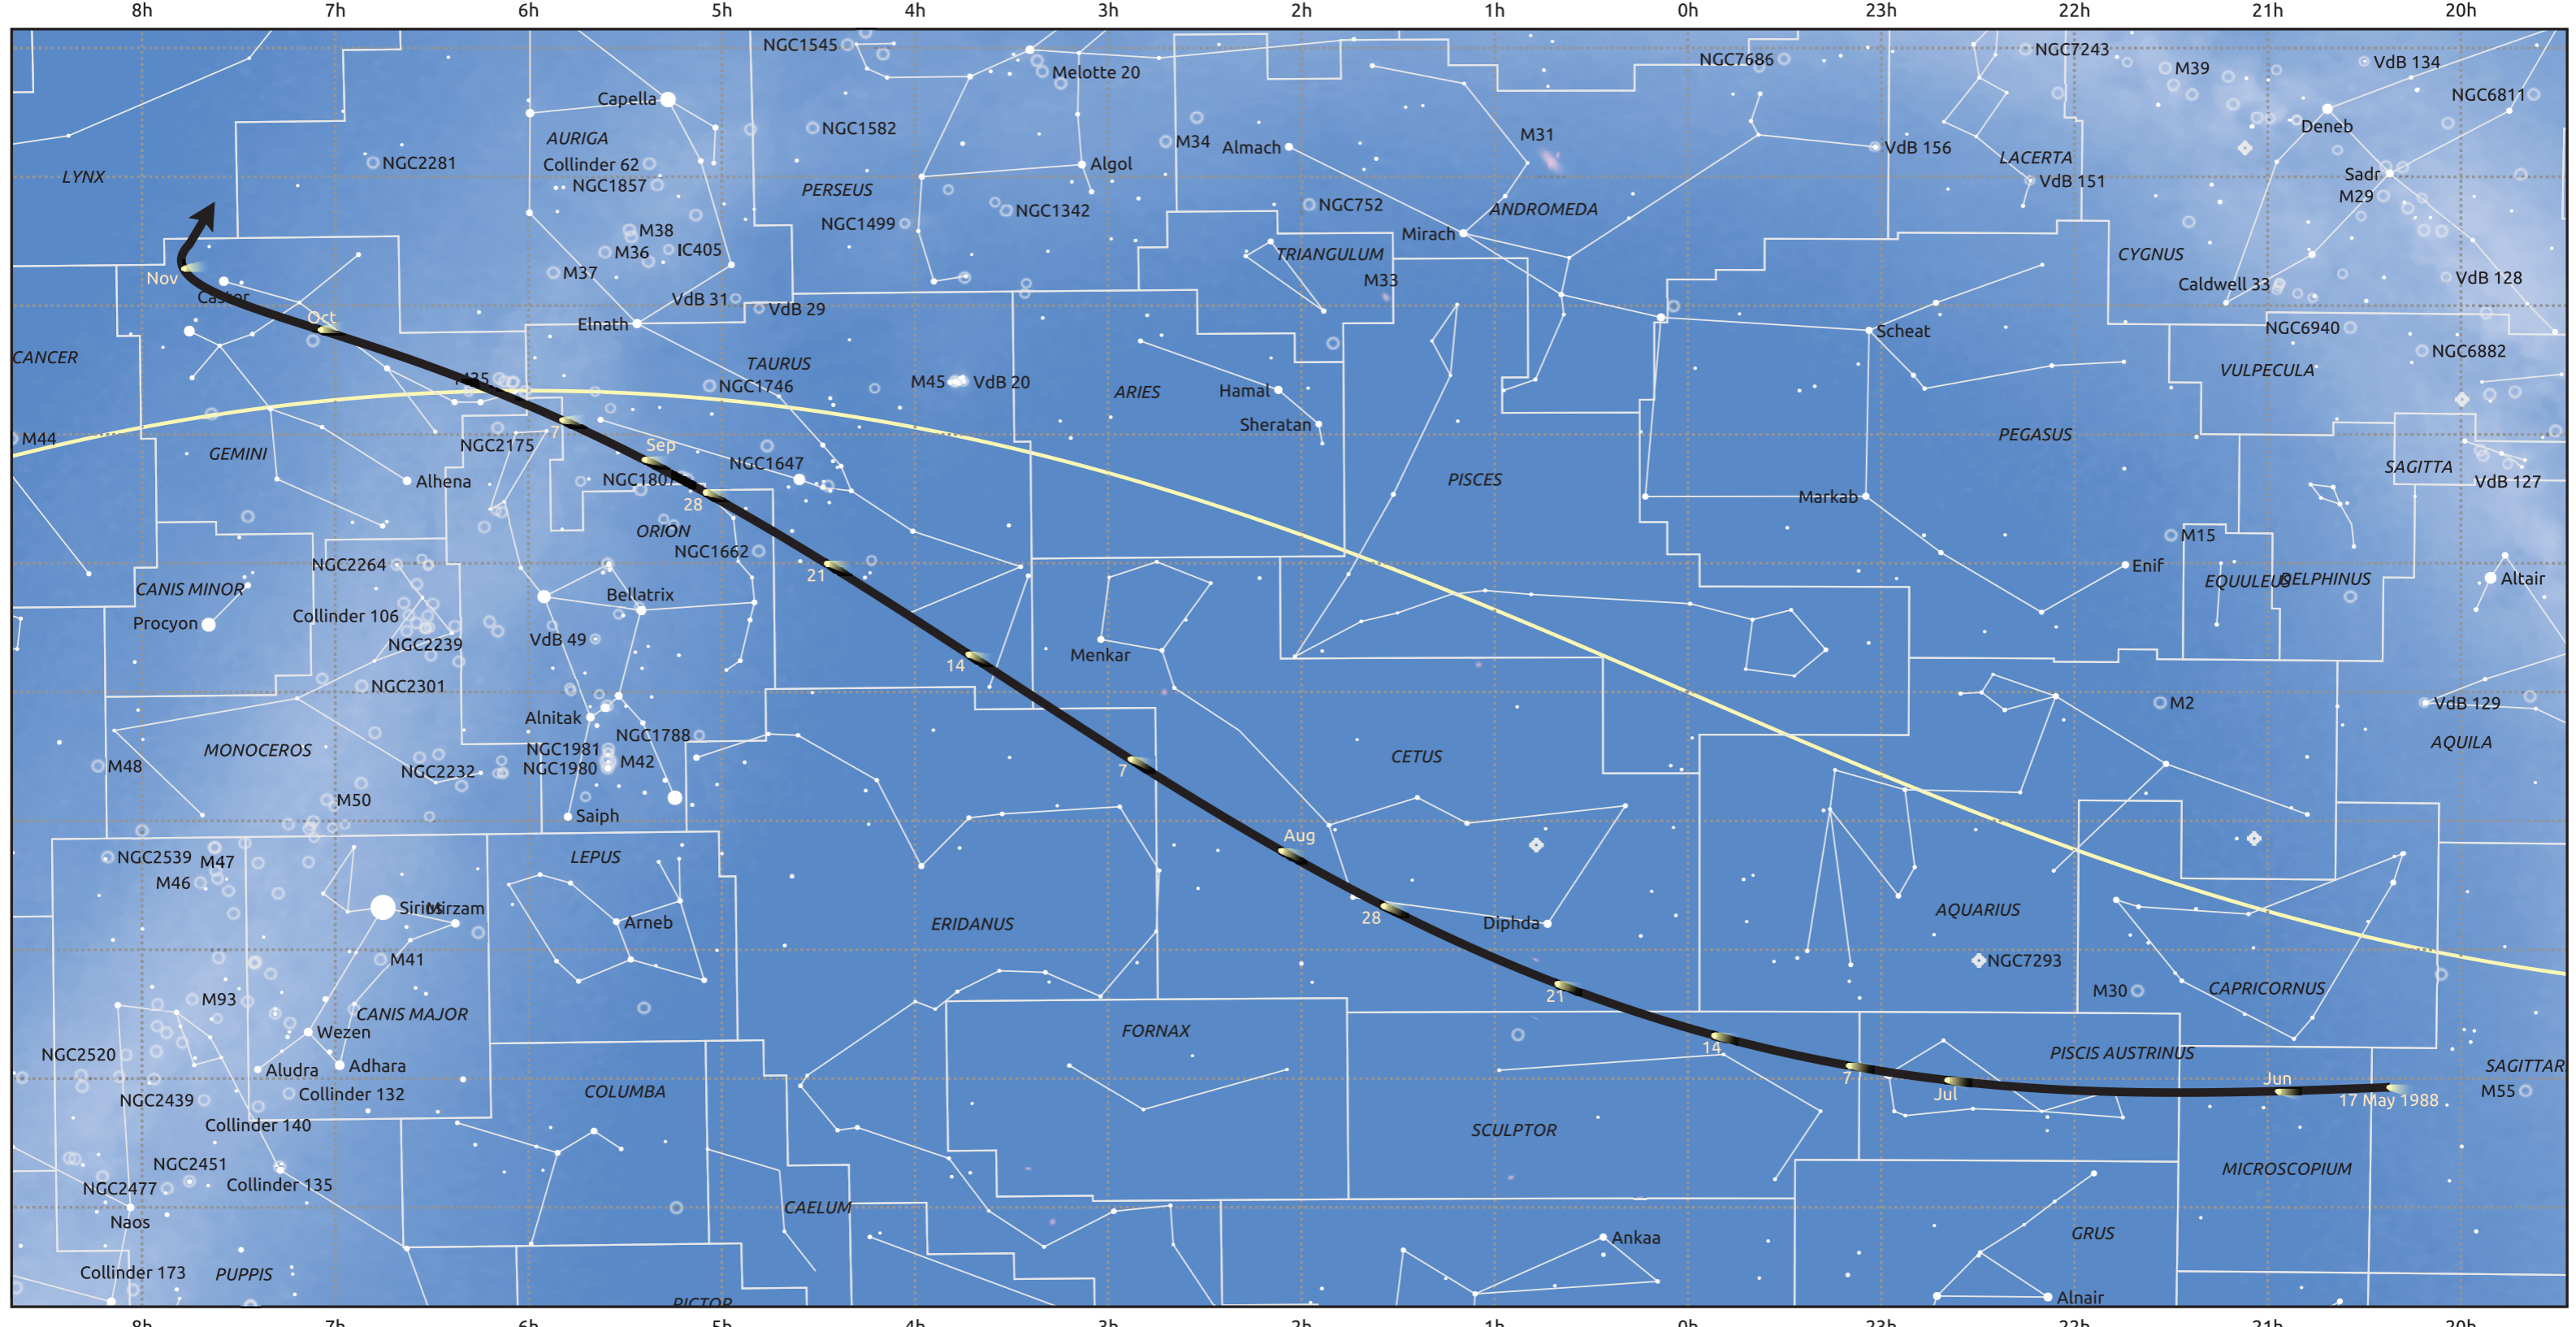 8h 7h 6h 5h 4h 3h 2h 1h 0h 23h 22h 21h 20h
NGC1545
Melotte 20
NGC7686
NGC7243
M39
VdB 134
NGC6811
Capella
AURIGA
Collinder 62
NGC1857
NGC1582
M34
Almach
M31
VdB 156
LACERTA
VdB 151
Deneb
Sadr
M29
LYNX
NGC2281
PERSEUS
Algol
NGC1499
NGC1342
NGC752
Mirach
ANDROMEDA
TRIANGULUM
M33
M38
M36
IC405
M37
CYGNUS
Caldwell 33
VdB 128
Nov
Castor
Oct
VdB 31
VdB 29
Elnath
Scheat
NGC6940
NGC6882
VULPECULA
CANCER
TAURUS
M35
NGC1746
M45
VdB 20
ARIES
Hamal
Sheratan
M44
GEMINI
NGC2175
7
Sep
NGC1647
NGC1807
28
Alhena
PISCES
PEGASUS
Markab
SAGITTA
VdB 127
ORION
NGC1662
M15
Enif
EQUULEUS
DELPHINUS
Altair
NGC2264
21
CANIS MINOR
Procyon
Collinder 106
NGC2239
Bellatrix
VdB 49
14
Menkar
NGC2301
M2
VdB 129
AQUILA
Alnitak
NGC1788
NGC1981
NGC1980
M42
MONOCEROS
M48
NGC2232
7
CETUS
M50
Saiph
Aug
NGC2539
M47
M46
LEPUS
Sirius
Mirzam
Arneb
ERIDANUS
28
Diphda
AQUARIUS
M41
NGC7293
M93
21
M30
CAPRICORNUS
CANIS MAJOR
Wezen
FORNAX
14
PISCIS AUSTRINUS
NGC2520
Aludra
Adhara
7
Jul
Jun
17 May 1988
SAGITTAR
M55
NGC2439
Collinder 132
COLUMBA
Collinder 140
SCULPTOR
NGC2451
Collinder 135
NGC2477
MICROSCOPIUM
Naos
CAELUM
Ankaa
GRUS
Collinder 173
PUPPIS
PICTOR
Alnair
8h 7h 6h 5h 4h 3h 2h 1h 0h 23h 22h 21h 20h